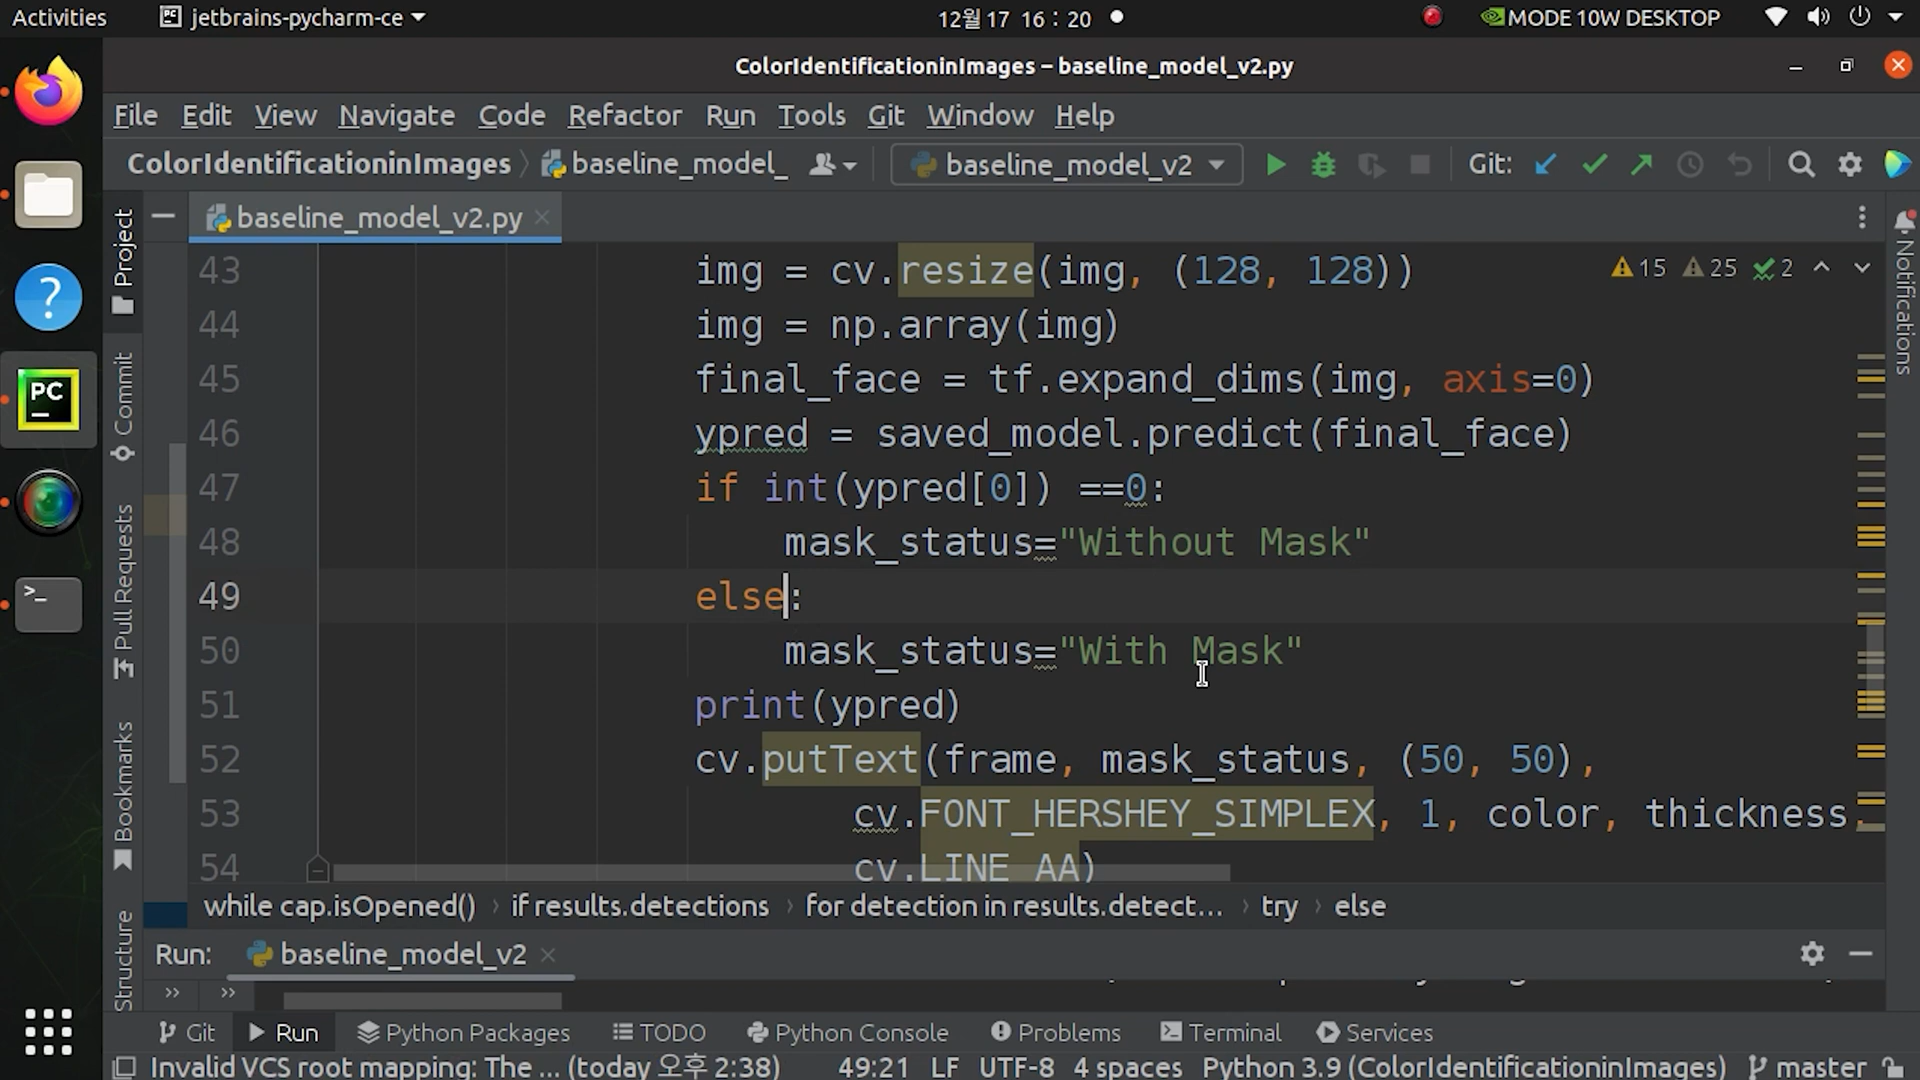 Activities
jetbrains-pycharm-ce
12월 17 16 : 20
MODE 10W DESKTOP
ColorIdentificationinImages – baseline_model_v2.py
File Edit View Navigate Code Refactor Run Tools Git Window Help
ColorIdentificationinImages
baseline_model_
baseline_model_v2
Git:
baseline_model_v2.py
15 25 2
Project
Commit
Pull Requests
Bookmarks
Structure
Notifications
PC
43 img = cv.resize(img, (128, 128))
44 img = np.array(img)
45 final_face = tf.expand_dims(img, axis=0)
46 ypred = saved_model.predict(final_face)
47 if int(ypred[0]) ==0:
48 mask_status="Without Mask"
49 else:
50 mask_status="With Mask"
51 print(ypred)
52 cv.putText(frame, mask_status, (50, 50),
53 cv.FONT_HERSHEY_SIMPLEX, 1, color, thickness,
54 cv.LINE_AA)
while cap.isOpened() › if results.detections › for detection in results.detect... › try › else
Run: baseline_model_v2
Git Run Python Packages TODO Python Console Problems Terminal Services
Invalid VCS root mapping: The ... (today 오후 2:38) 49:21 LF UTF-8 4 spaces Python 3.9 (ColorIdentificationinImages) master